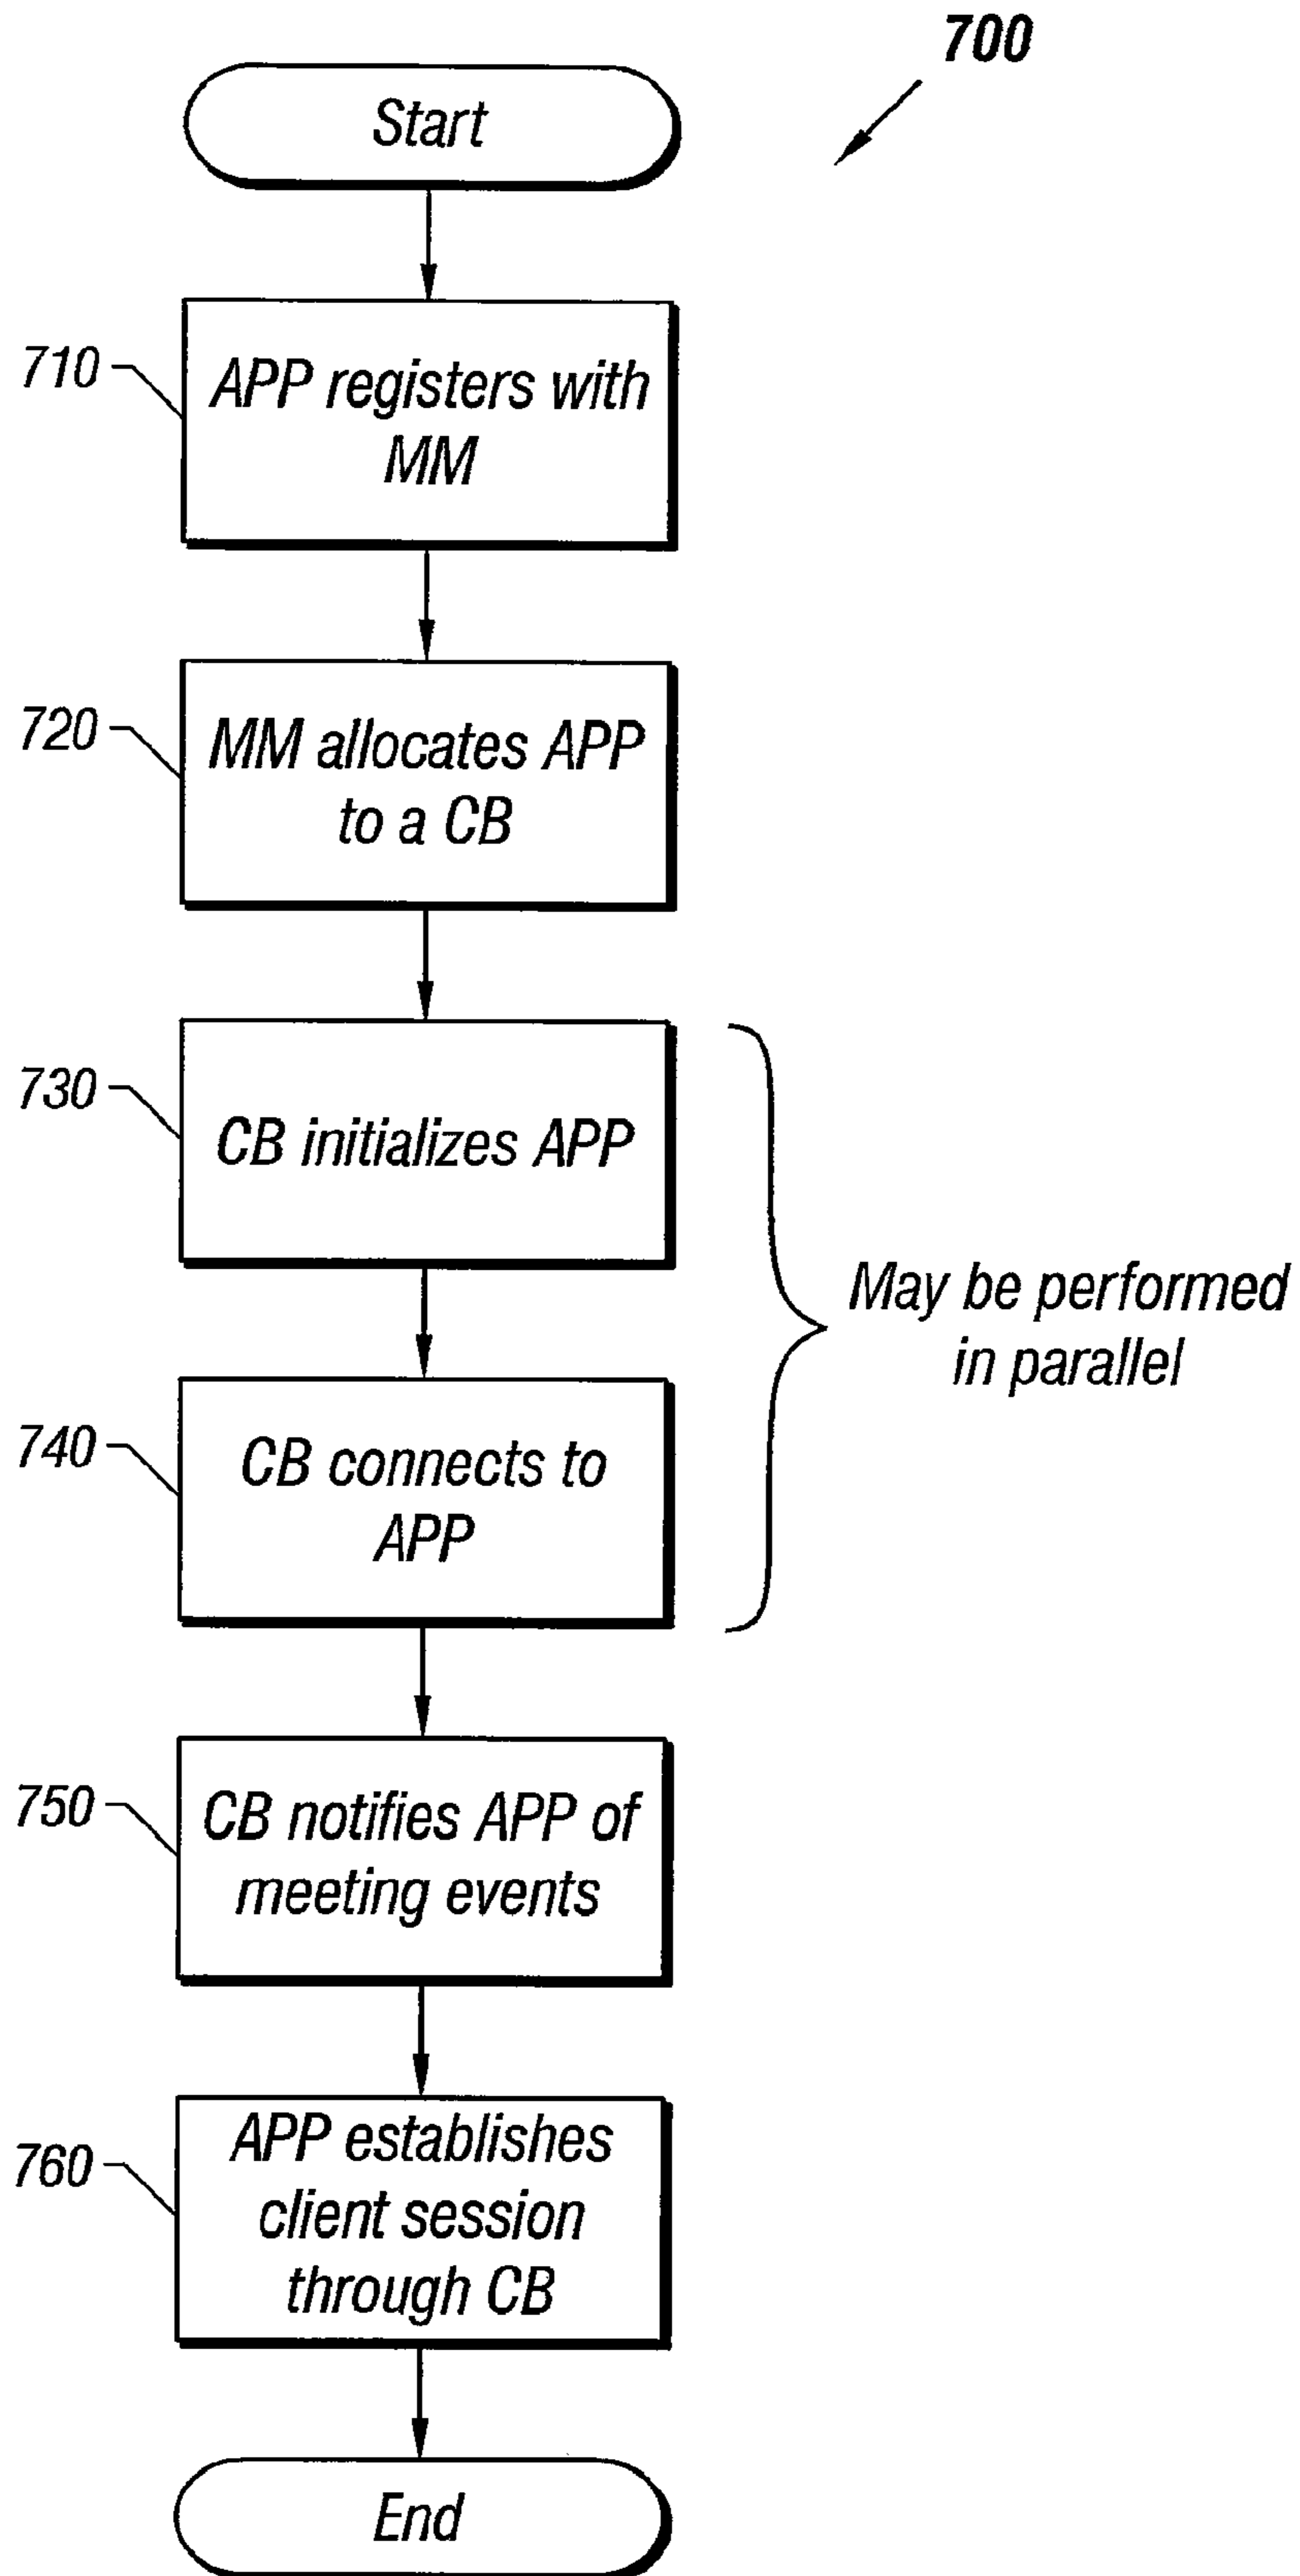 700
Start
710
APP registers with
MM
720
MM allocates APP
to a CB
730
CB initializes APP
May be performed
in parallel
740
CB connects to
APP
750
CB notifies APP of
meeting events
760
APP establishes
client session
through CB
End